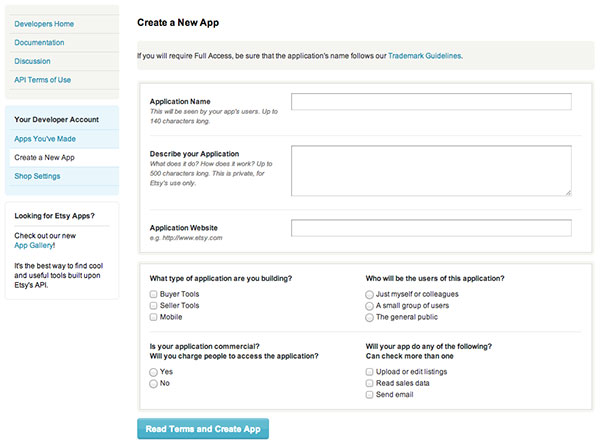 Developers Home
Documentation
Discussion
API Terms of Use
Your Developer Account
Apps You've Made
Create a New App
Shop Settings
Looking for Etsy Apps?
Check out our new
App Gallery!
It's the best way to find cool
and useful tools built upon
Etsy's API.
Create a New App
If you will require Full Access, be sure that the application's name follows our Trademark Guidelines.
Application Name
This will be seen by your app's users. Up
to 140 characters long.
Describe your Application
What does it do? How does it work? Up to
500 characters long. This is private, for
Etsy's use only.
Application Website
e.g. http://www.etsy.com
What type of application are you building?
Buyer Tools
Seller Tools
Mobile
Who will be the users of this application?
Just myself or colleagues
A small group of users
The general public
Is your application commercial?
Will you charge people to access the application?
Yes
No
Will your app do any of the following?
Can check more than one
Upload or edit listings
Read sales data
Send email
Read Terms and Create App